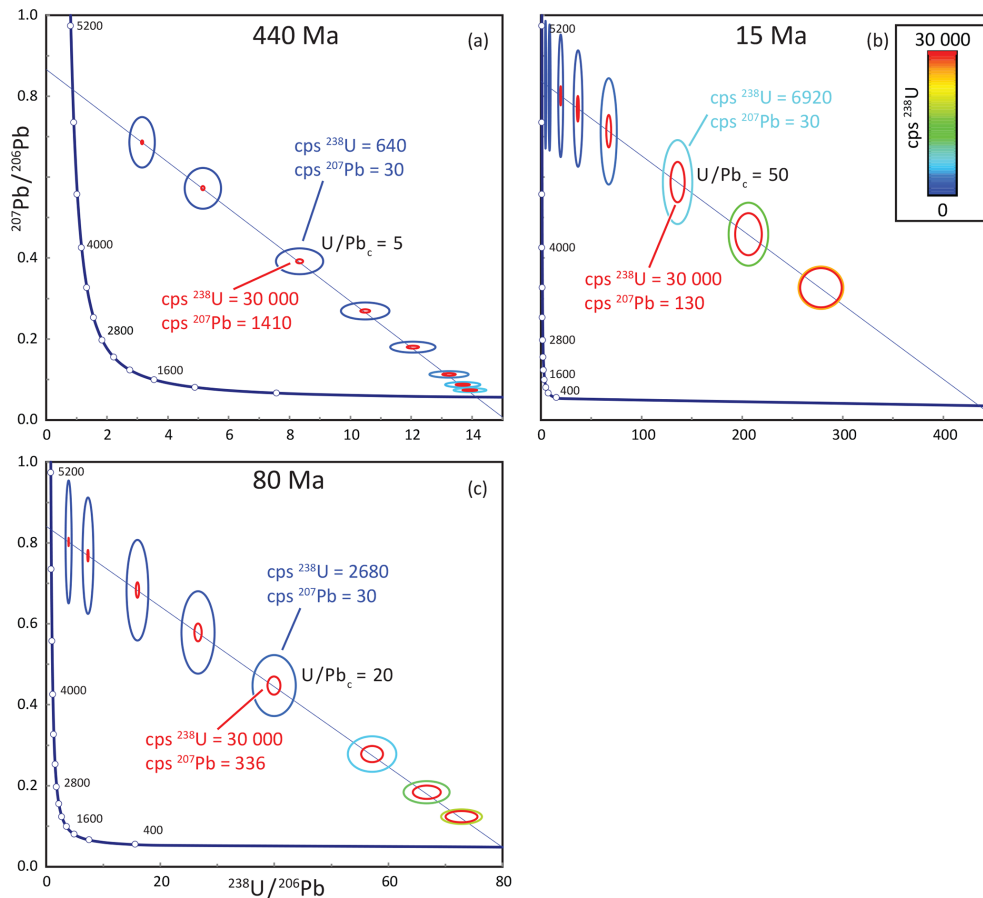 440 Ma
(a)
1.0
0.8
0.6
0.4
0.2
0.0
²⁰⁷Pb/²⁰⁶Pb
5200
4000
2800
1600
cps ²³⁸U = 640
cps ²⁰⁷Pb = 30
U/Pbc = 5
cps ²³⁸U = 30 000
cps ²⁰⁷Pb = 1410
0 2 4 6 8 10 12 14
15 Ma
(b)
5200
4000
2800
1600
400
cps ²³⁸U = 6920
cps ²⁰⁷Pb = 30
U/Pbc = 50
cps ²³⁸U = 30 000
cps ²⁰⁷Pb = 130
0 100 200 300 400
30 000
cps ²³⁸U
0
80 Ma
(c)
1.0
0.8
0.6
0.4
0.2
0.0
5200
4000
2800
1600
400
cps ²³⁸U = 2680
cps ²⁰⁷Pb = 30
U/Pbc = 20
cps ²³⁸U = 30 000
cps ²⁰⁷Pb = 336
0 20 40 60 80
²³⁸U/²⁰⁶Pb